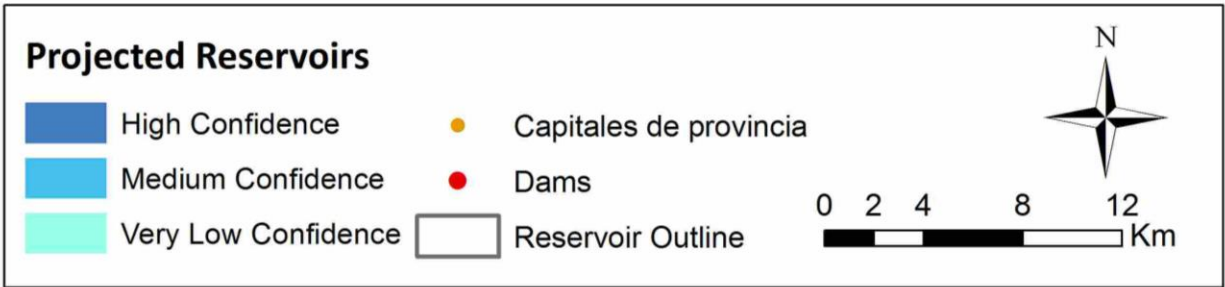 Projected Reservoirs
High Confidence
Medium Confidence
Very Low Confidence
Capitales de provincia
Dams
Reservoir Outline
N
0 2 4 8 12
Km